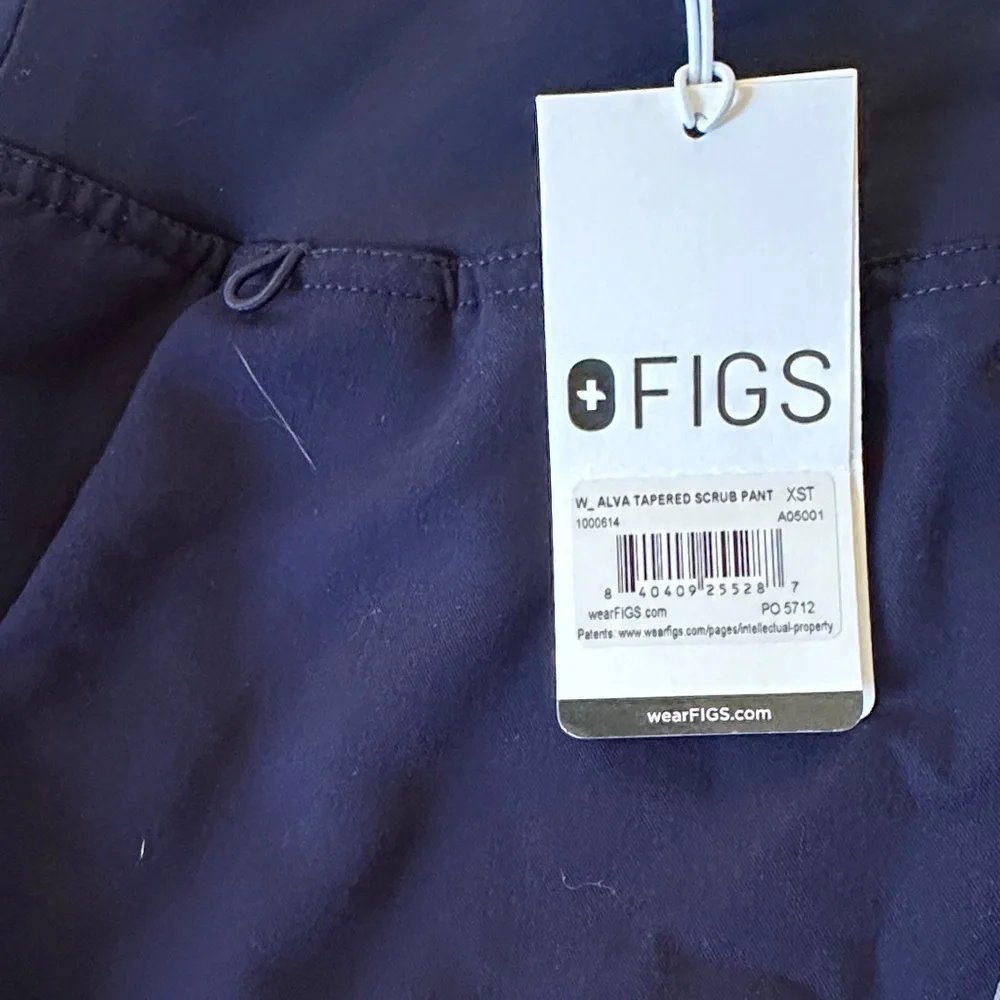 FIGS
W_ ALVA TAPERED SCRUB PANT XST
1000614 A05001
8 40409 25528 7
wearFIGS.com PO 5712
Patents: www.wearfigs.com/pages/intellectual-property
wearFIGS.com